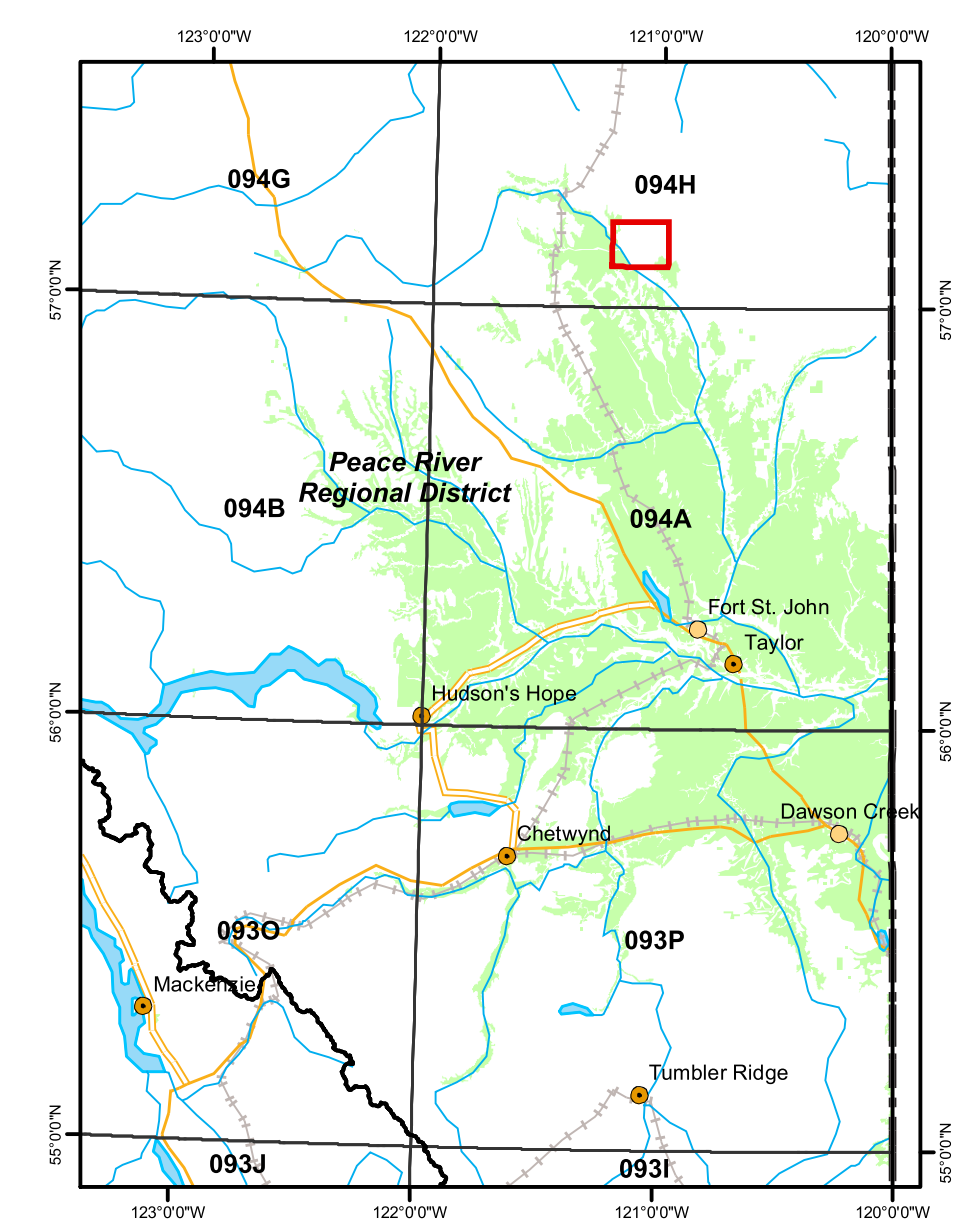 123°0'0"W
122°0'0"W
121°0'0"W
120°0'0"W
094G
094H
57°0'0"N
57°0'0"N
Peace River
Regional District
094B
094A
Fort St. John
Taylor
Hudson's Hope
56°0'0"N
56°0'0"N
Dawson Creek
Chetwynd
093O
093P
Mackenzie
Tumbler Ridge
55°0'0"N
55°0'0"N
093J
093I
123°0'0"W
122°0'0"W
121°0'0"W
120°0'0"W